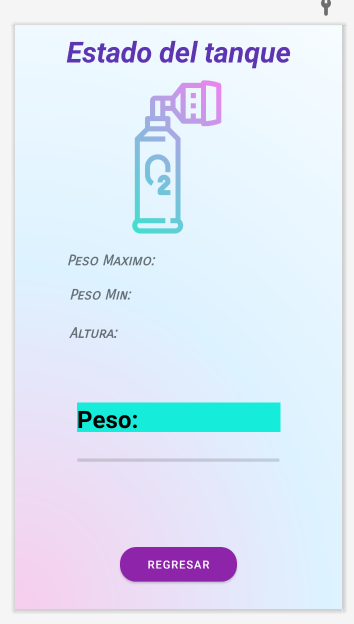 Estado del tanque
O2
Peso Maximo:
Peso Min:
Altura:
Peso:
REGRESAR